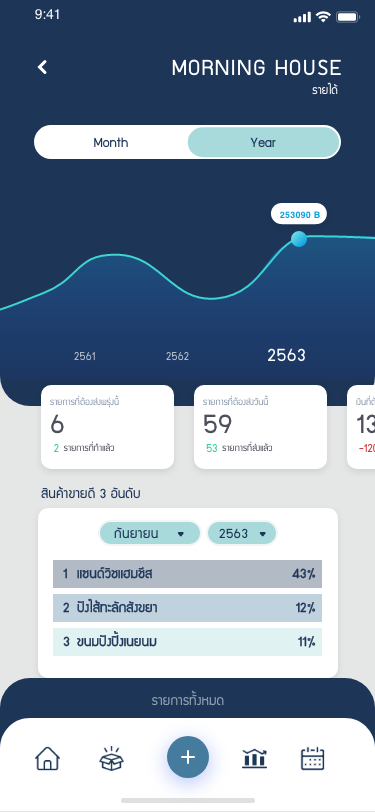 9:41
MORNING HOUSE
รายได้
Month Year
253090 B
2561 2562 2563
รายการที่ต้องส่งพรุ่งนี้ รายการที่ต้องส่งวันนี้
6 59 13
2 รายการที่ทำแล้ว 53 รายการที่ส่งแล้ว
สินค้าขายดี 3 อันดับ
กันยายน 2563
1 แซนด์วิชแฮมชีส 43%
2 ปังไส้ทะลักสังขยา 12%
3 ขนมปังปิ้งเนยนม 11%
รายการทั้งหมด